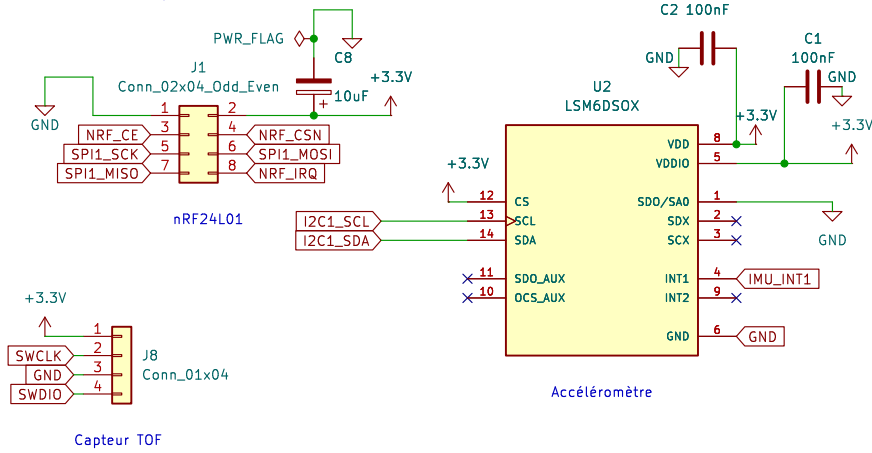 PWR_FLAG
C8
10uF
+
+3.3V
J1
Conn_02x04_Odd_Even
GND
1
2
3
4
5
6
7
8
NRF_CE
NRF_CSN
SPI1_SCK
SPI1_MOSI
SPI1_MISO
NRF_IRQ
nRF24L01
+3.3V
1
2
3
4
SWCLK
GND
SWDIO
J8
Conn_01x04
Capteur TOF
C2 100nF
GND
C1
100nF
GND
+3.3V
+3.3V
U2
LSM6DSOX
+3.3V
12
CS
I2C1_SCL
13
SCL
I2C1_SDA
14
SDA
11
SDO_AUX
10
OCS_AUX
VDD
8
VDDIO
5
SDO/SA0
1
SDX
2
SCX
3
GND
INT1
4
IMU_INT1
INT2
9
GND
6
GND
Accéléromètre